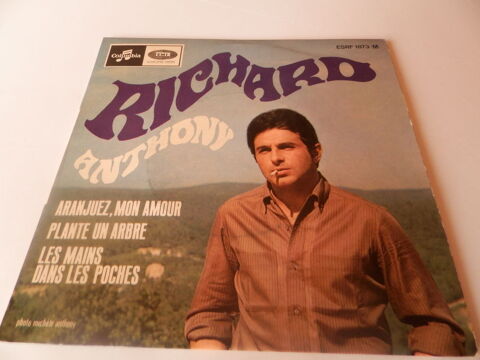 Columbia
EMI
ESRF 1873 M
RICHARD
ANTHONY
ARANJUEZ, MON AMOUR
PLANTE UN ARBRE
LES MAINS
DANS LES POCHES
photo michèle anthony